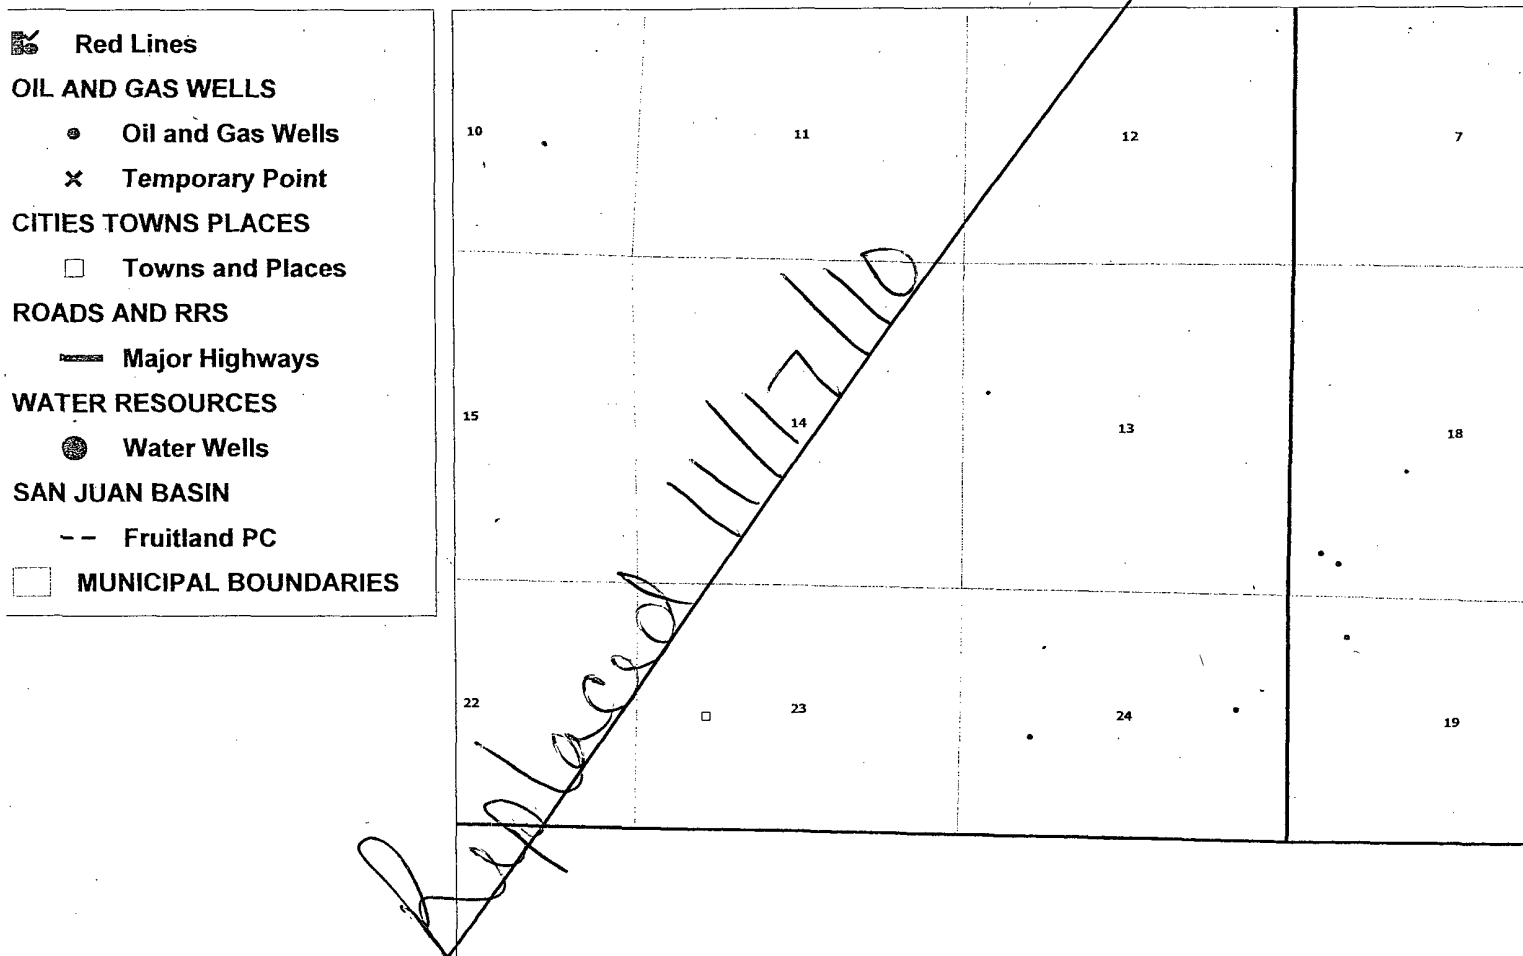 Red Lines
OIL AND GAS WELLS
Oil and Gas Wells
Temporary Point
CITIES TOWNS PLACES
Towns and Places
ROADS AND RRS
Major Highways
WATER RESOURCES
Water Wells
SAN JUAN BASIN
Fruitland PC
MUNICIPAL BOUNDARIES
10 11 12 7
15 14 13 18
22 23 24 19
Replaced 11/17/10